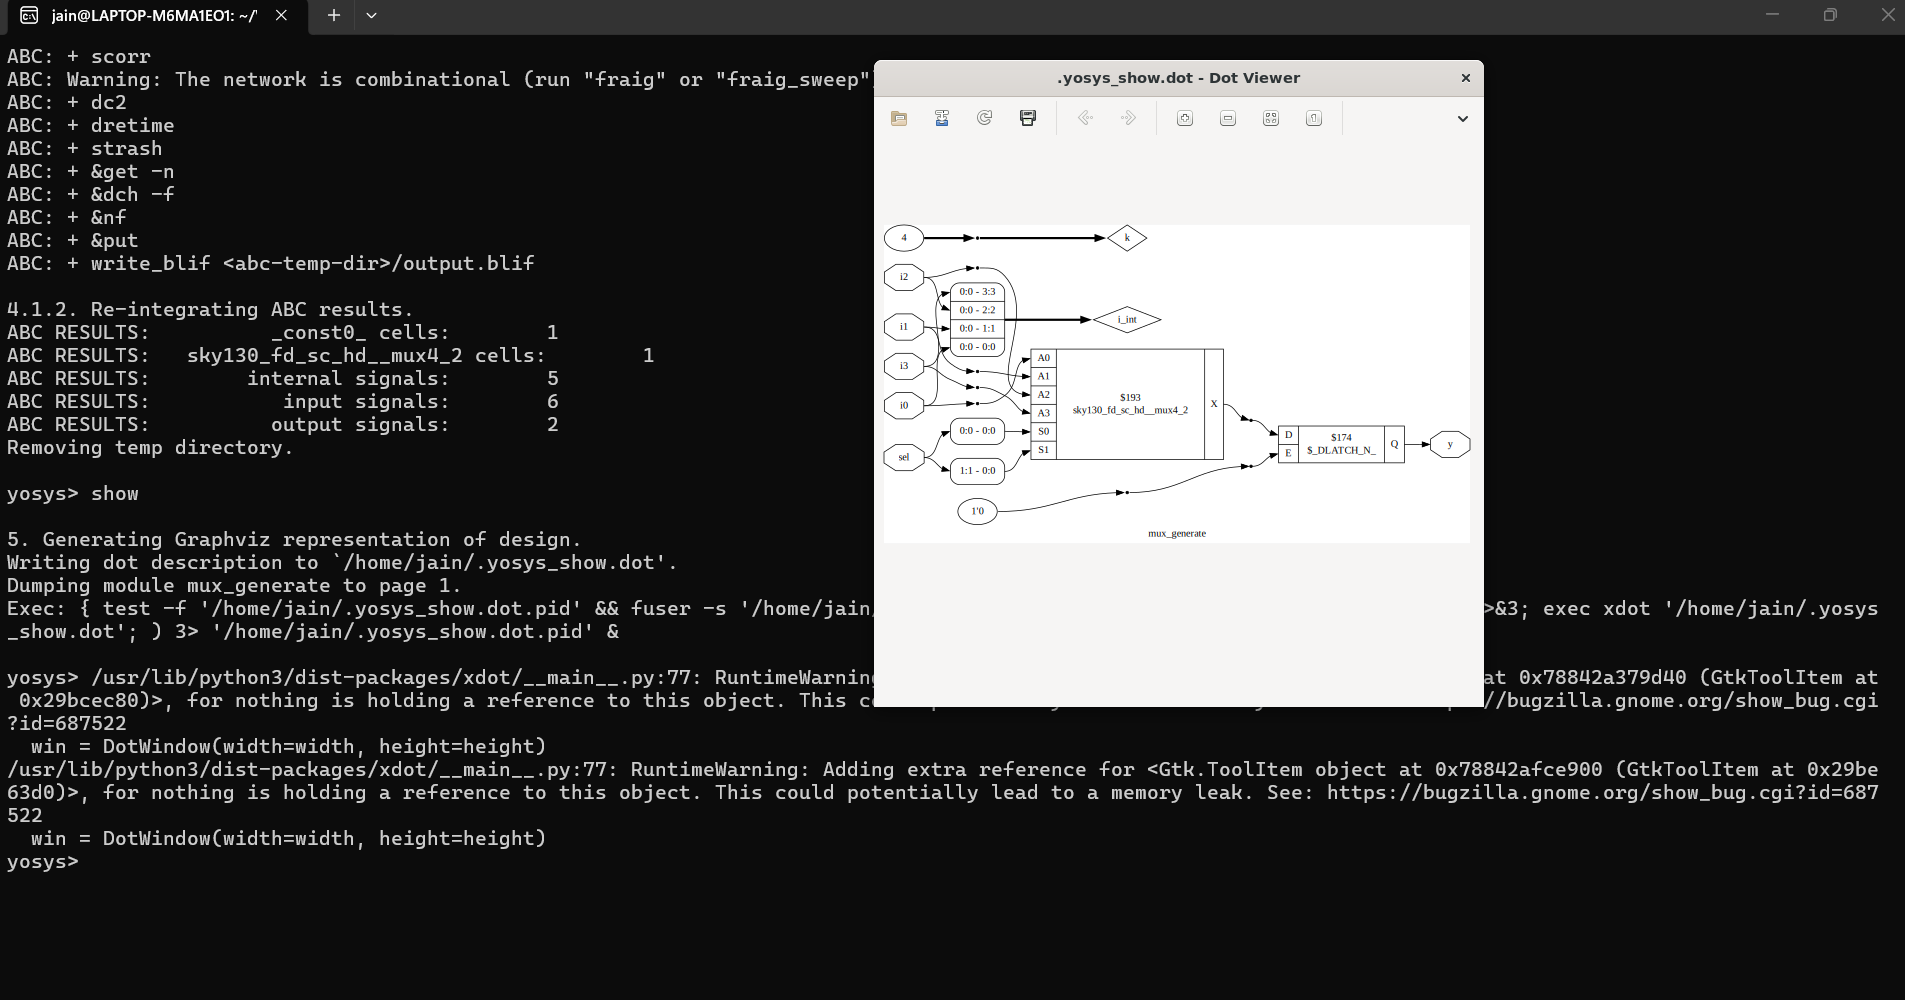 jain@LAPTOP-M6MA1EO1: ~/
ABC: + scorr
ABC: Warning: The network is combinational (run "fraig" or "fraig_sweep"
ABC: + dc2
ABC: + dretime
ABC: + strash
ABC: + &get -n
ABC: + &dch -f
ABC: + &nf
ABC: + &put
ABC: + write_blif <abc-temp-dir>/output.blif
4.1.2. Re-integrating ABC results.
ABC RESULTS: _const0_ cells: 1
ABC RESULTS: sky130_fd_sc_hd__mux4_2 cells: 1
ABC RESULTS: internal signals: 5
ABC RESULTS: input signals: 6
ABC RESULTS: output signals: 2
Removing temp directory.
yosys> show
5. Generating Graphviz representation of design.
Writing dot description to `/home/jain/.yosys_show.dot'.
Dumping module mux_generate to page 1.
Exec: { test -f '/home/jain/.yosys_show.dot.pid' && fuser -s '/home/jain/ >&3; exec xdot '/home/jain/.yosys
_show.dot'; ) 3> '/home/jain/.yosys_show.dot.pid' &
yosys> /usr/lib/python3/dist-packages/xdot/__main__.py:77: RuntimeWarning at 0x78842a379d40 (GtkToolItem at
0x29bcec80)>, for nothing is holding a reference to this object. This //bugzilla.gnome.org/show_bug.cgi
?id=687522
win = DotWindow(width=width, height=height)
/usr/lib/python3/dist-packages/xdot/__main__.py:77: RuntimeWarning: Adding extra reference for <Gtk.ToolItem object at 0x78842afce900 (GtkToolItem at 0x29be
63d0)>, for nothing is holding a reference to this object. This could potentially lead to a memory leak. See: https://bugzilla.gnome.org/show_bug.cgi?id=687
522
win = DotWindow(width=width, height=height)
yosys>
.yosys_show.dot - Dot Viewer
4
k
i2
0:0 - 3:3
0:0 - 2:2
i1
0:0 - 1:1
0:0 - 0:0
i_int
i3
i0
A0
A1
A2
A3
S0
S1
$193
sky130_fd_sc_hd__mux4_2
X
0:0 - 0:0
sel
1:1 - 0:0
D
E
$174
$_DLATCH_N_
Q
y
1'0
mux_generate